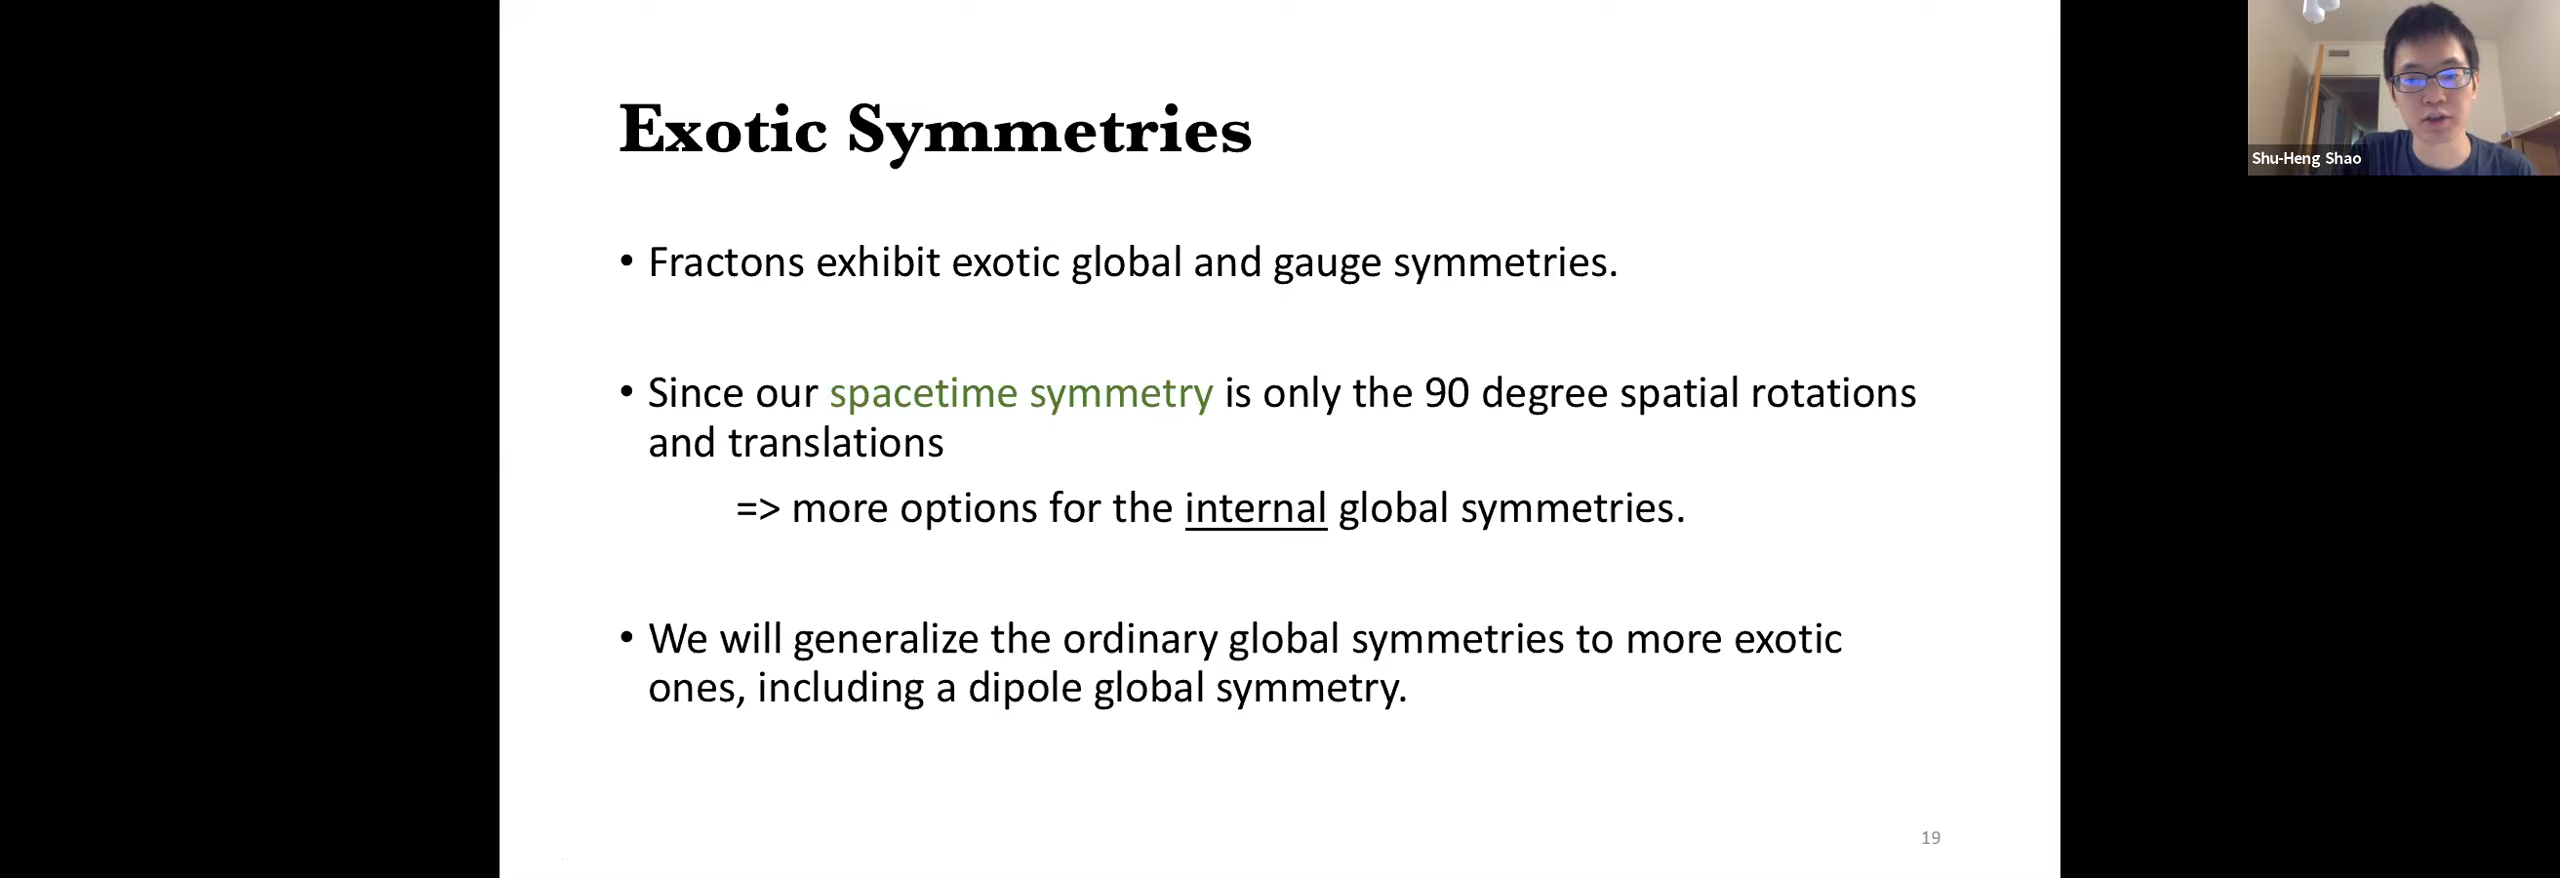 Exotic Symmetries
• Fractons exhibit exotic global and gauge symmetries.
• Since our spacetime symmetry is only the 90 degree spatial rotations
and translations
=> more options for the internal global symmetries.
• We will generalize the ordinary global symmetries to more exotic
ones, including a dipole global symmetry.
19
Shu-Heng Shao